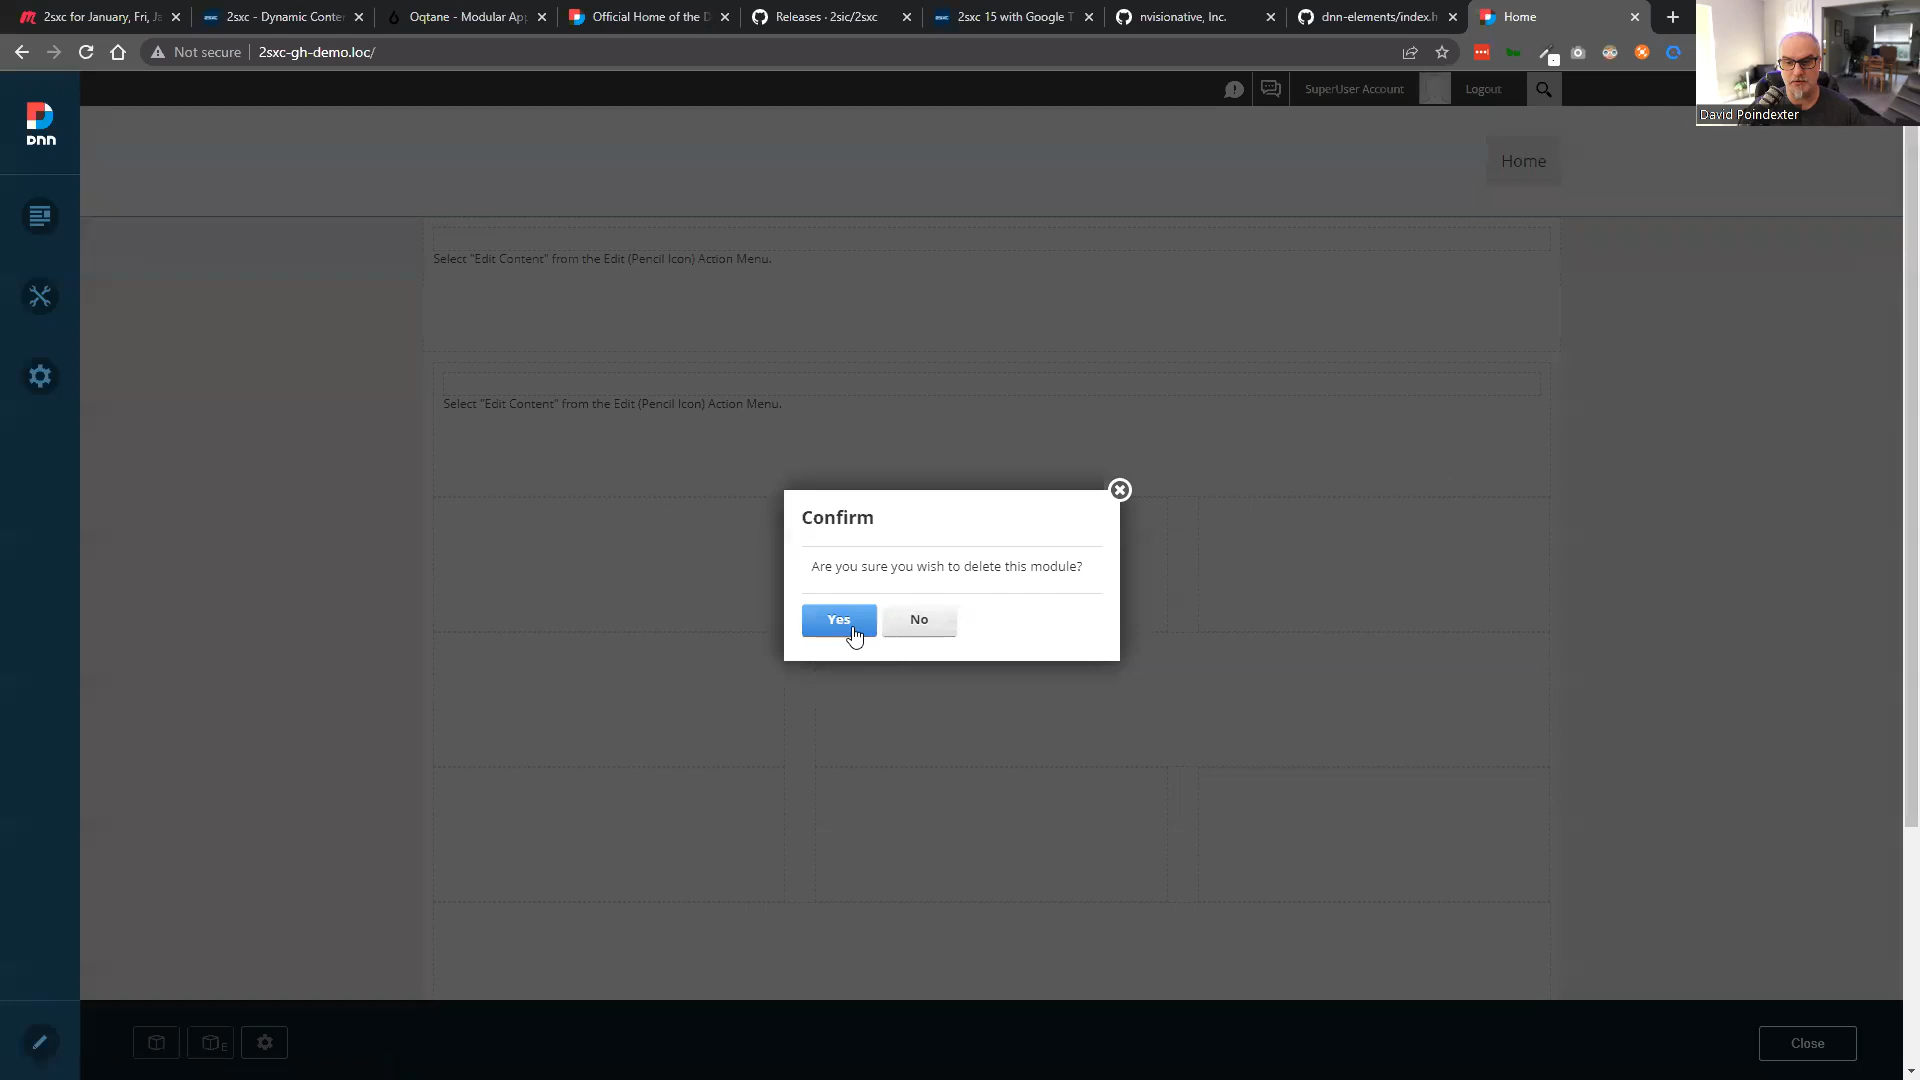 2sxc for January, Fri, Ja
2sxc - Dynamic Conte
Oqtane - Modular App
Official Home of the D
Releases · 2sic/2sxc
2sxc 15 with Google T
nvisionative, Inc.
dnn-elements/index.h
Home
Not secure
2sxc-gh-demo.loc/
David Poindexter
DNN
SuperUser Account
Logout
Home
Select "Edit Content" from the Edit (Pencil Icon) Action Menu.
Select "Edit Content" from the Edit (Pencil Icon) Action Menu.
Confirm
Are you sure you wish to delete this module?
Yes
No
E
Close